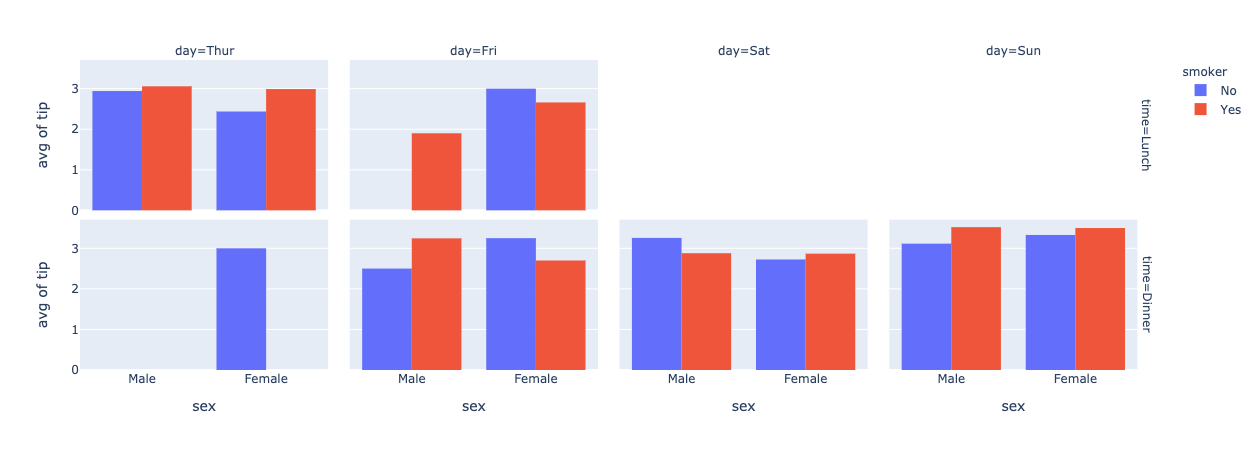 day=Thur
day=Fri
day=Sat
day=Sun
smoker
No
Yes
avg of tip
3
2
1
0
time=Lunch
avg of tip
3
2
1
0
time=Dinner
Male
Female
Male
Female
Male
Female
Male
Female
sex
sex
sex
sex